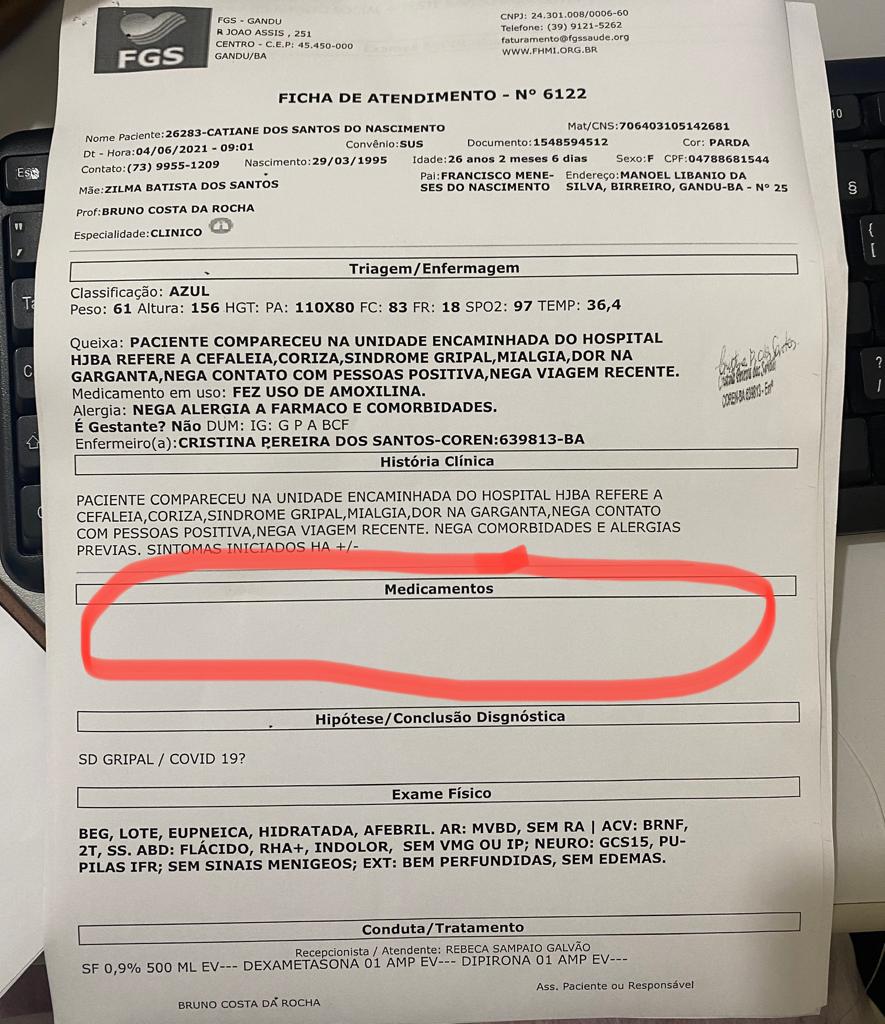 FGS
FGS - GANDU
R JOAO ASSIS , 251
CENTRO - C.E.P: 45.450-000
GANDU/BA
CNPJ: 24.301.008/0006-60
Telefone: (39) 9121-5262
faturamento@fgssaude.org
WWW.FHMI.ORG.BR
FICHA DE ATENDIMENTO - Nº 6122
Nome Paciente:26283-CATIANE DOS SANTOS DO NASCIMENTO Mat/CNS:706403105142681
Dt - Hora:04/06/2021 - 09:01 Convênio:SUS Documento:1548594512 Cor: PARDA
Contato:(73) 9955-1209 Nascimento:29/03/1995 Idade:26 anos 2 meses 6 dias Sexo:F CPF:04788681544
Mãe:ZILMA BATISTA DOS SANTOS Pai:FRANCISCO MENE-SES DO NASCIMENTO Endereço:MANOEL LIBANIO DA SILVA, BIRREIRO, GANDU-BA - Nº 25
Prof:BRUNO COSTA DA ROCHA
Especialidade:CLINICO
Triagem/Enfermagem
Classificação: AZUL
Peso: 61 Altura: 156 HGT: PA: 110X80 FC: 83 FR: 18 SPO2: 97 TEMP: 36,4
Queixa: PACIENTE COMPARECEU NA UNIDADE ENCAMINHADA DO HOSPITAL
HJBA REFERE A CEFALEIA,CORIZA,SINDROME GRIPAL,MIALGIA,DOR NA
GARGANTA,NEGA CONTATO COM PESSOAS POSITIVA,NEGA VIAGEM RECENTE.
Medicamento em uso: FEZ USO DE AMOXILINA.
Alergia: NEGA ALERGIA A FARMACO E COMORBIDADES.
É Gestante? Não DUM: IG: G P A BCF
Enfermeiro(a):CRISTINA PEREIRA DOS SANTOS-COREN:639813-BA
COREN-BA 639813 - Enfª
História Clínica
PACIENTE COMPARECEU NA UNIDADE ENCAMINHADA DO HOSPITAL HJBA REFERE A
CEFALEIA,CORIZA,SINDROME GRIPAL,MIALGIA,DOR NA GARGANTA,NEGA CONTATO
COM PESSOAS POSITIVA,NEGA VIAGEM RECENTE. NEGA COMORBIDADES E ALERGIAS
PREVIAS. SINTOMAS INICIADOS HA +/-
Medicamentos
Hipótese/Conclusão Disgnóstica
SD GRIPAL / COVID 19?
Exame Físico
BEG, LOTE, EUPNEICA, HIDRATADA, AFEBRIL. AR: MVBD, SEM RA | ACV: BRNF,
2T, SS. ABD: FLÁCIDO, RHA+, INDOLOR, SEM VMG OU IP; NEURO: GCS15, PU-
PILAS IFR; SEM SINAIS MENIGEOS; EXT: BEM PERFUNDIDAS, SEM EDEMAS.
Conduta/Tratamento
Recepcionista / Atendente: REBECA SAMPAIO GALVÃO
SF 0,9% 500 ML EV--- DEXAMETASONA 01 AMP EV--- DIPIRONA 01 AMP EV---
Ass. Paciente ou Responsável
BRUNO COSTA DA ROCHA